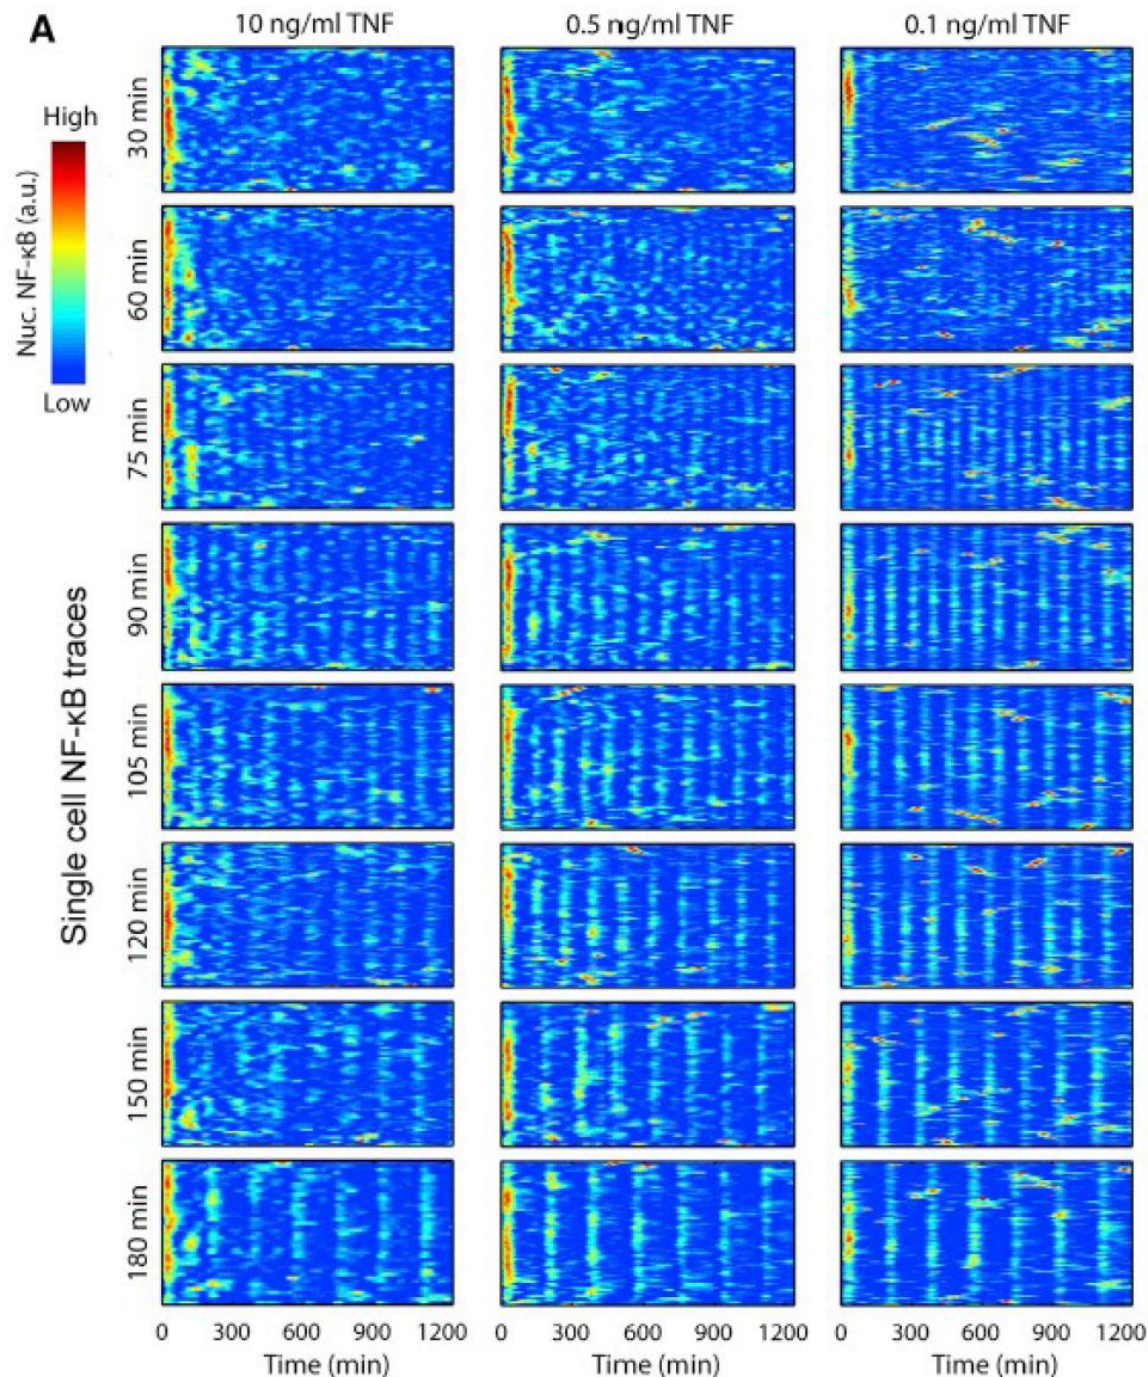 A
10 ng/ml TNF
0.5 ng/ml TNF
0.1 ng/ml TNF
High
Nuc. NF-κB (a.u.)
Low
Single cell NF-κB traces
30 min
60 min
75 min
90 min
105 min
120 min
150 min
180 min
0 300 600 900 1200
0 300 600 900 1200
0 300 600 900 1200
Time (min)
Time (min)
Time (min)